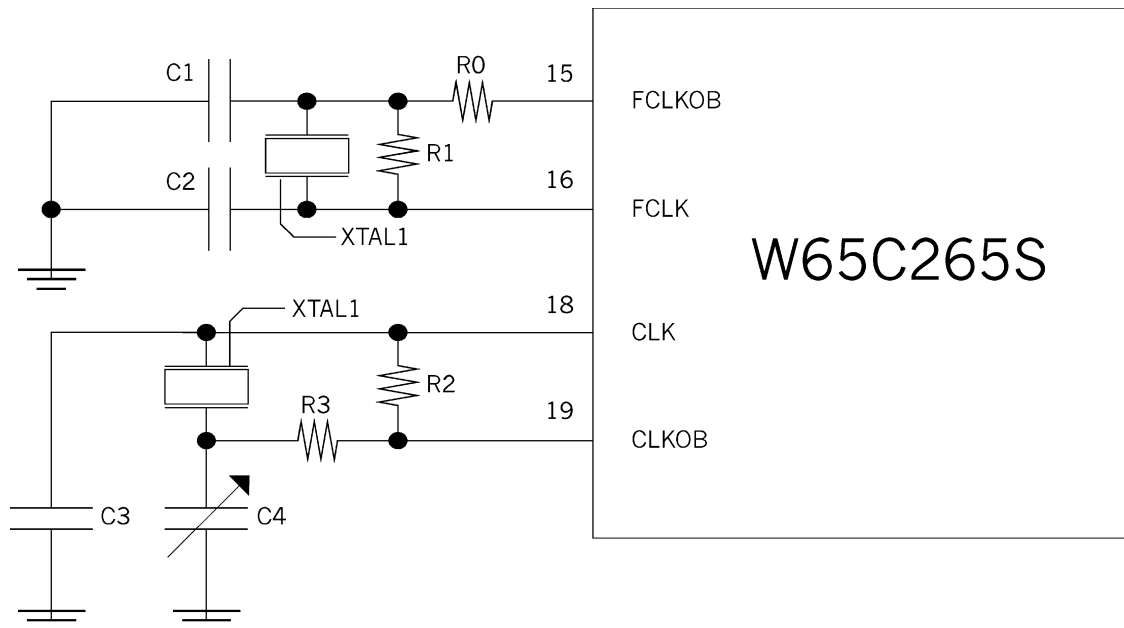 C1
R0
15
FCLKOB
R1
C2
16
FCLK
XTAL1
W65C265S
XTAL1
18
CLK
R2
R3
19
CLKOB
C3
C4